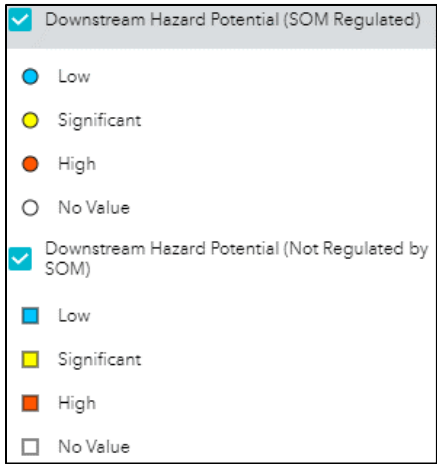 Downstream Hazard Potential (SOM Regulated)
Low
Significant
High
No Value
Downstream Hazard Potential (Not Regulated by
SOM)
Low
Significant
High
No Value